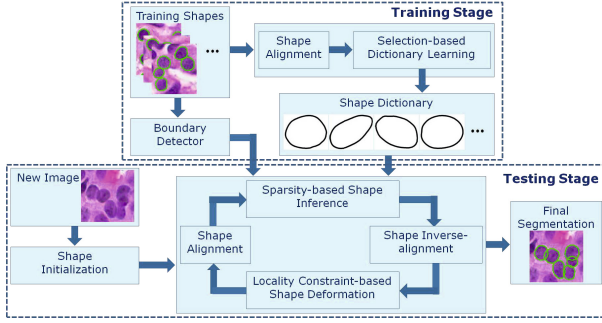 Training Stage
Training Shapes
...
Shape
Alignment
Selection-based
Dictionary Learning
Shape Dictionary
...
Boundary
Detector
Testing Stage
New Image
Shape
Initialization
Sparsity-based Shape
Inference
Shape
Alignment
Shape Inverse-
alignment
Locality Constraint-based
Shape Deformation
Final
Segmentation